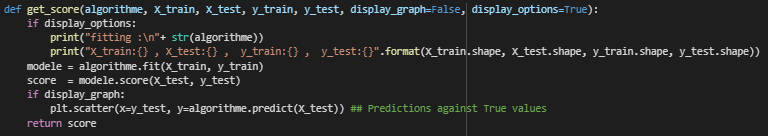 def get_score(algorithme, X_train, X_test, y_train, y_test, display_graph=False, display_options=True):
    if display_options:
        print("fitting :\n"+ str(algorithme))
        print("X_train:{} , X_test:{} ,  y_train:{} ,  y_test:{}".format(X_train.shape, X_test.shape, y_train.shape, y_test.shape))
    modele = algorithme.fit(X_train, y_train)
    score  = modele.score(X_test, y_test)
    if display_graph:
        plt.scatter(x=y_test, y=algorithme.predict(X_test)) ## Predictions against True values
    return score